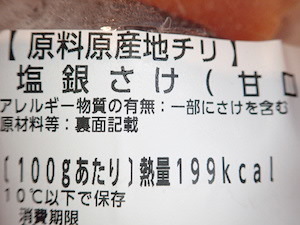 【原料原産地チリ】
塩銀さけ(甘口
アレルギー物質の有無:一部にさけを含む
原材料等:裏面記載
〔100gあたり〕熱量199kcal
10℃以下で保存
消費期限